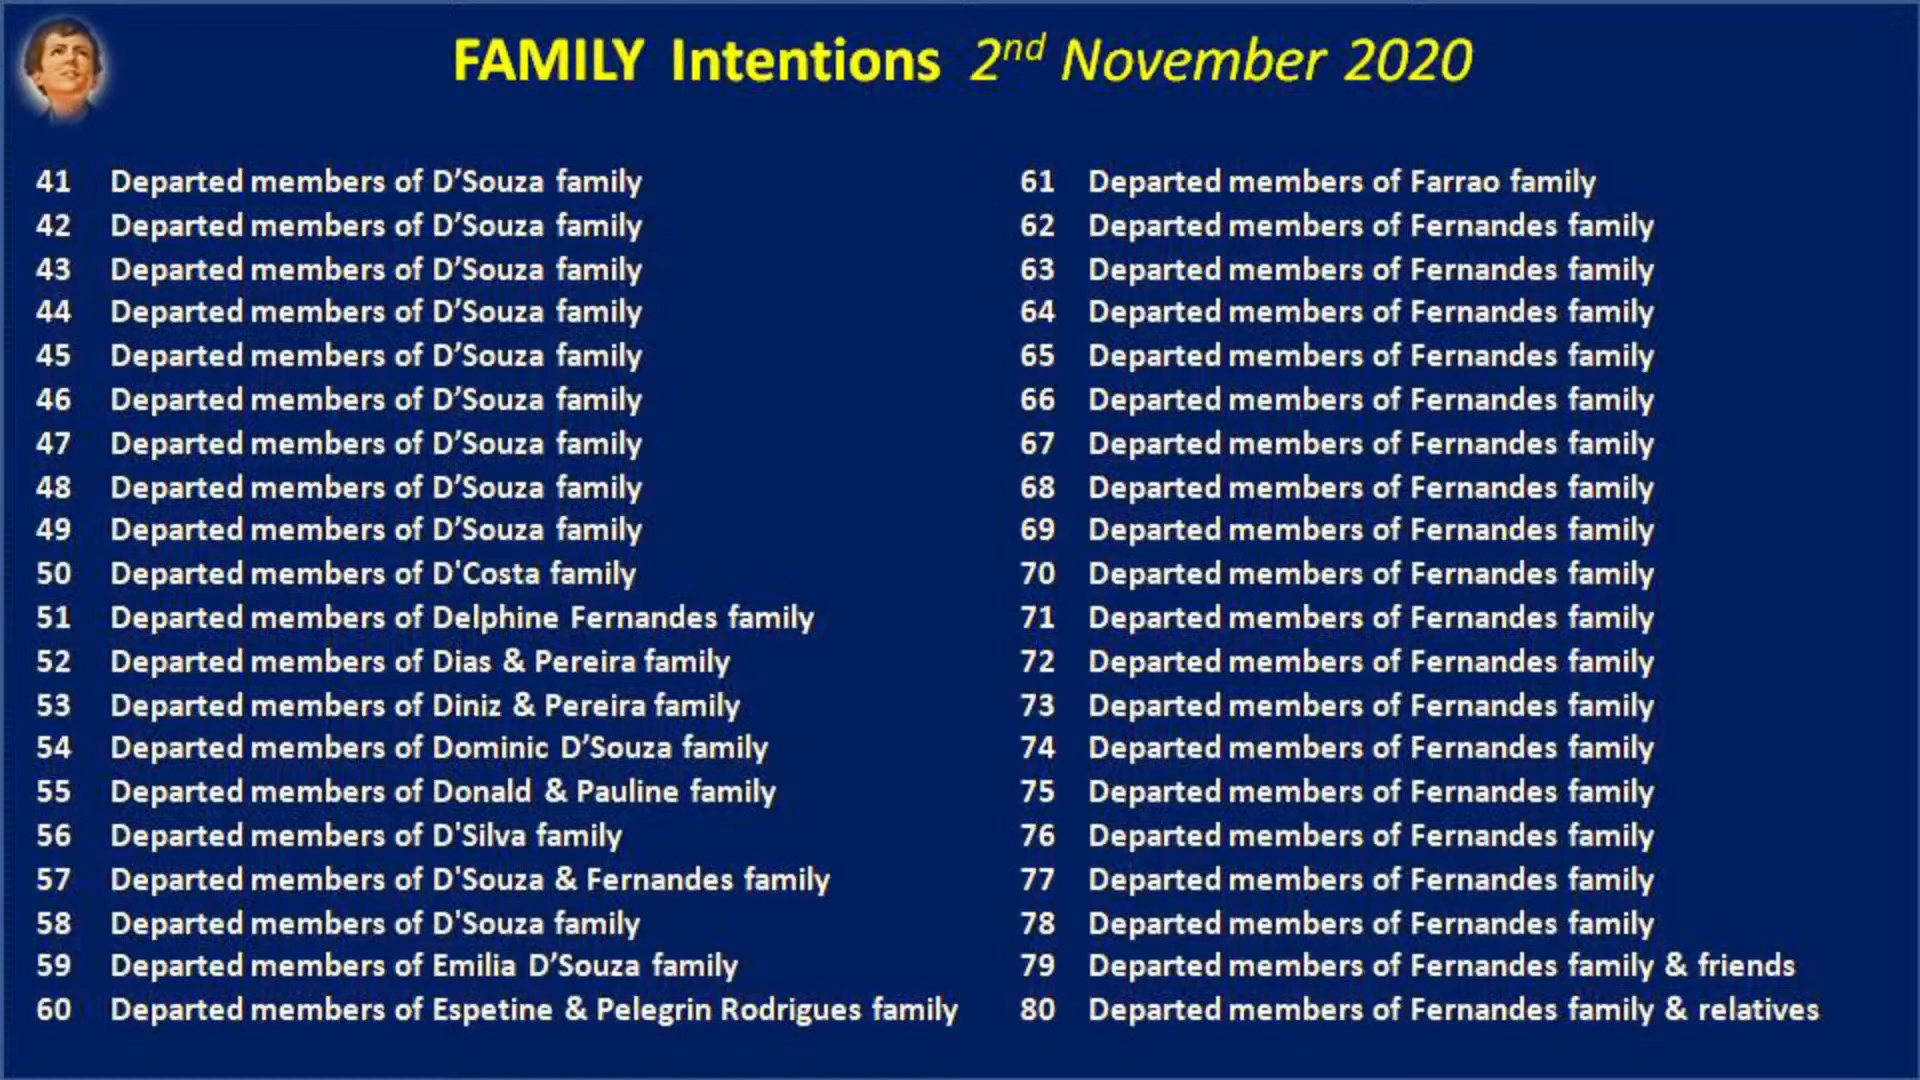 FAMILY Intentions 2nd November 2020
41 Departed members of D’Souza family
42 Departed members of D’Souza family
43 Departed members of D’Souza family
44 Departed members of D’Souza family
45 Departed members of D’Souza family
46 Departed members of D’Souza family
47 Departed members of D’Souza family
48 Departed members of D’Souza family
49 Departed members of D’Souza family
50 Departed members of D'Costa family
51 Departed members of Delphine Fernandes family
52 Departed members of Dias & Pereira family
53 Departed members of Diniz & Pereira family
54 Departed members of Dominic D’Souza family
55 Departed members of Donald & Pauline family
56 Departed members of D'Silva family
57 Departed members of D'Souza & Fernandes family
58 Departed members of D'Souza family
59 Departed members of Emilia D’Souza family
60 Departed members of Espetine & Pelegrin Rodrigues family
61 Departed members of Farrao family
62 Departed members of Fernandes family
63 Departed members of Fernandes family
64 Departed members of Fernandes family
65 Departed members of Fernandes family
66 Departed members of Fernandes family
67 Departed members of Fernandes family
68 Departed members of Fernandes family
69 Departed members of Fernandes family
70 Departed members of Fernandes family
71 Departed members of Fernandes family
72 Departed members of Fernandes family
73 Departed members of Fernandes family
74 Departed members of Fernandes family
75 Departed members of Fernandes family
76 Departed members of Fernandes family
77 Departed members of Fernandes family
78 Departed members of Fernandes family
79 Departed members of Fernandes family & friends
80 Departed members of Fernandes family & relatives